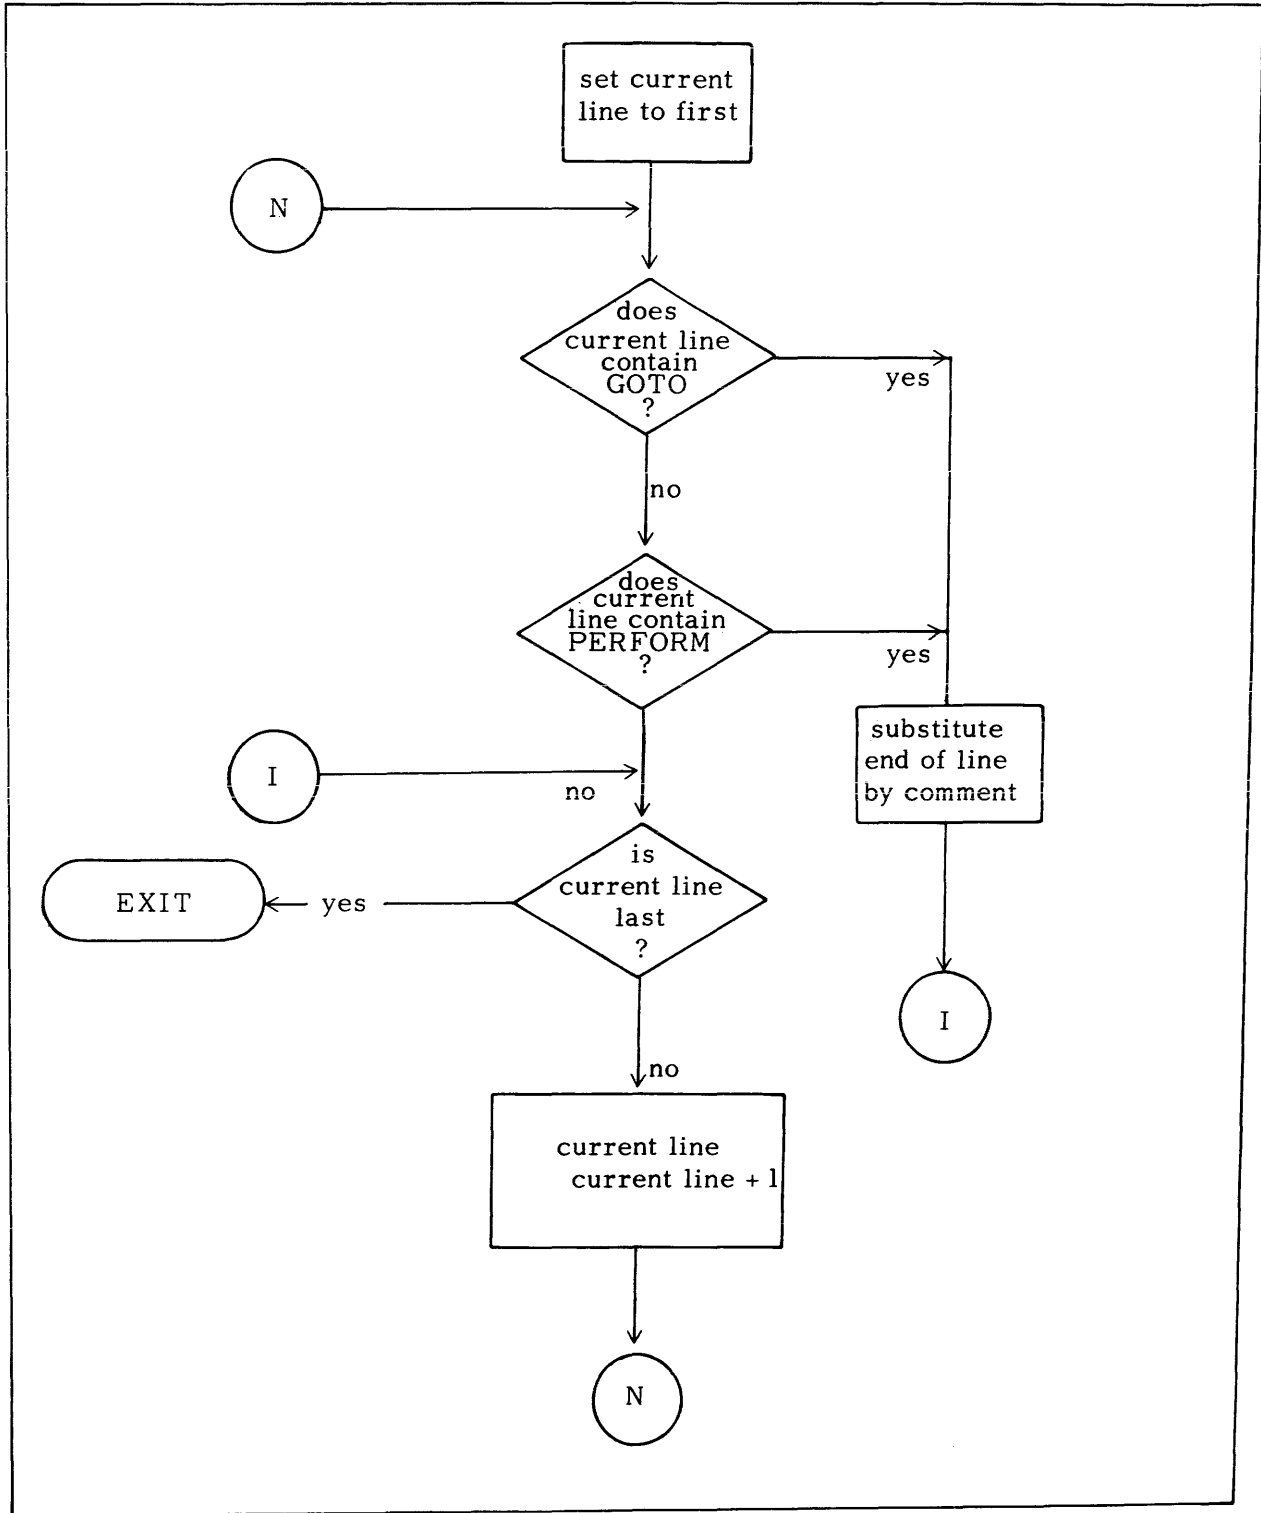 set current
line to first
N
does
current line
contain
GOTO
?
yes
no
does
current
line contain
PERFORM
?
yes
substitute
end of line
by comment
I
no
is
current line
last
?
EXIT
yes
I
no
current line
current line + 1
N